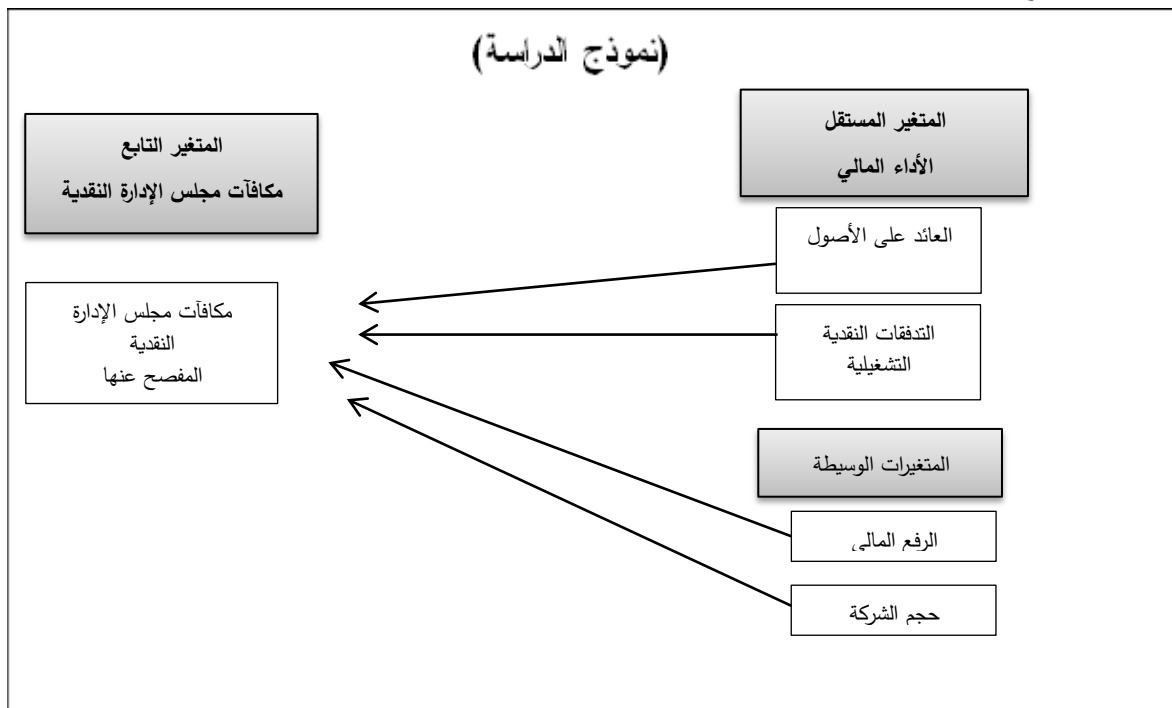 (نموذج الدراسة)
المتغير المستقل
الأداء المالي
المتغير التابع
مكافآت مجلس الإدارة النقدية
العائد على الأصول
التدفقات النقدية
التشغيلية
مكافآت مجلس الإدارة
النقدية
المفصح عنها
المتغيرات الوسيطة
الرفع المالي
حجم الشركة